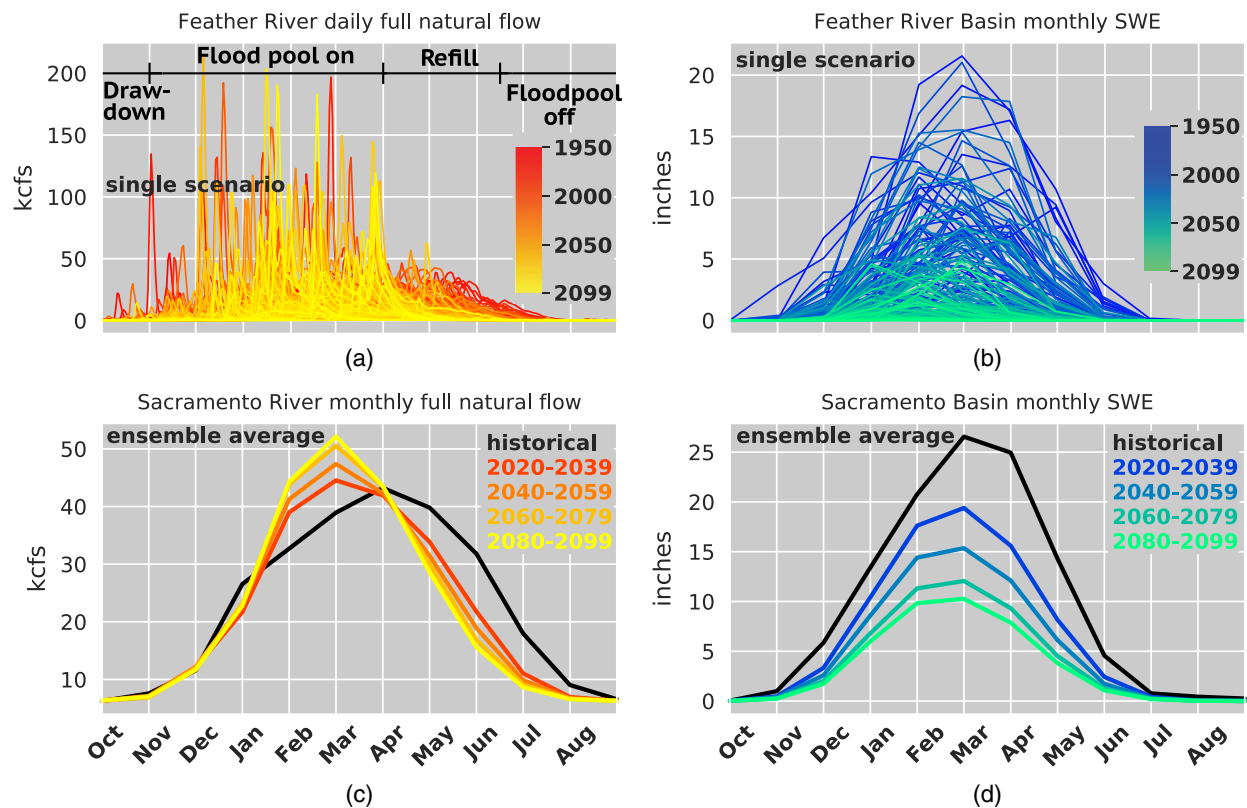 Feather River daily full natural flow
Flood pool on
Refill
Draw-
down
Floodpool
off
single scenario
kcfs
200
150
100
50
0
1950
2000
2050
2099
(a)
Feather River Basin monthly SWE
single scenario
inches
20
15
10
5
0
1950
2000
2050
2099
(b)
Sacramento River monthly full natural flow
ensemble average
historical
2020-2039
2040-2059
2060-2079
2080-2099
kcfs
50
40
30
20
10
Oct
Nov
Dec
Jan
Feb
Mar
Apr
May
Jun
Jul
Aug
(c)
Sacramento Basin monthly SWE
ensemble average
historical
2020-2039
2040-2059
2060-2079
2080-2099
inches
25
20
15
10
5
0
Oct
Nov
Dec
Jan
Feb
Mar
Apr
May
Jun
Jul
Aug
(d)